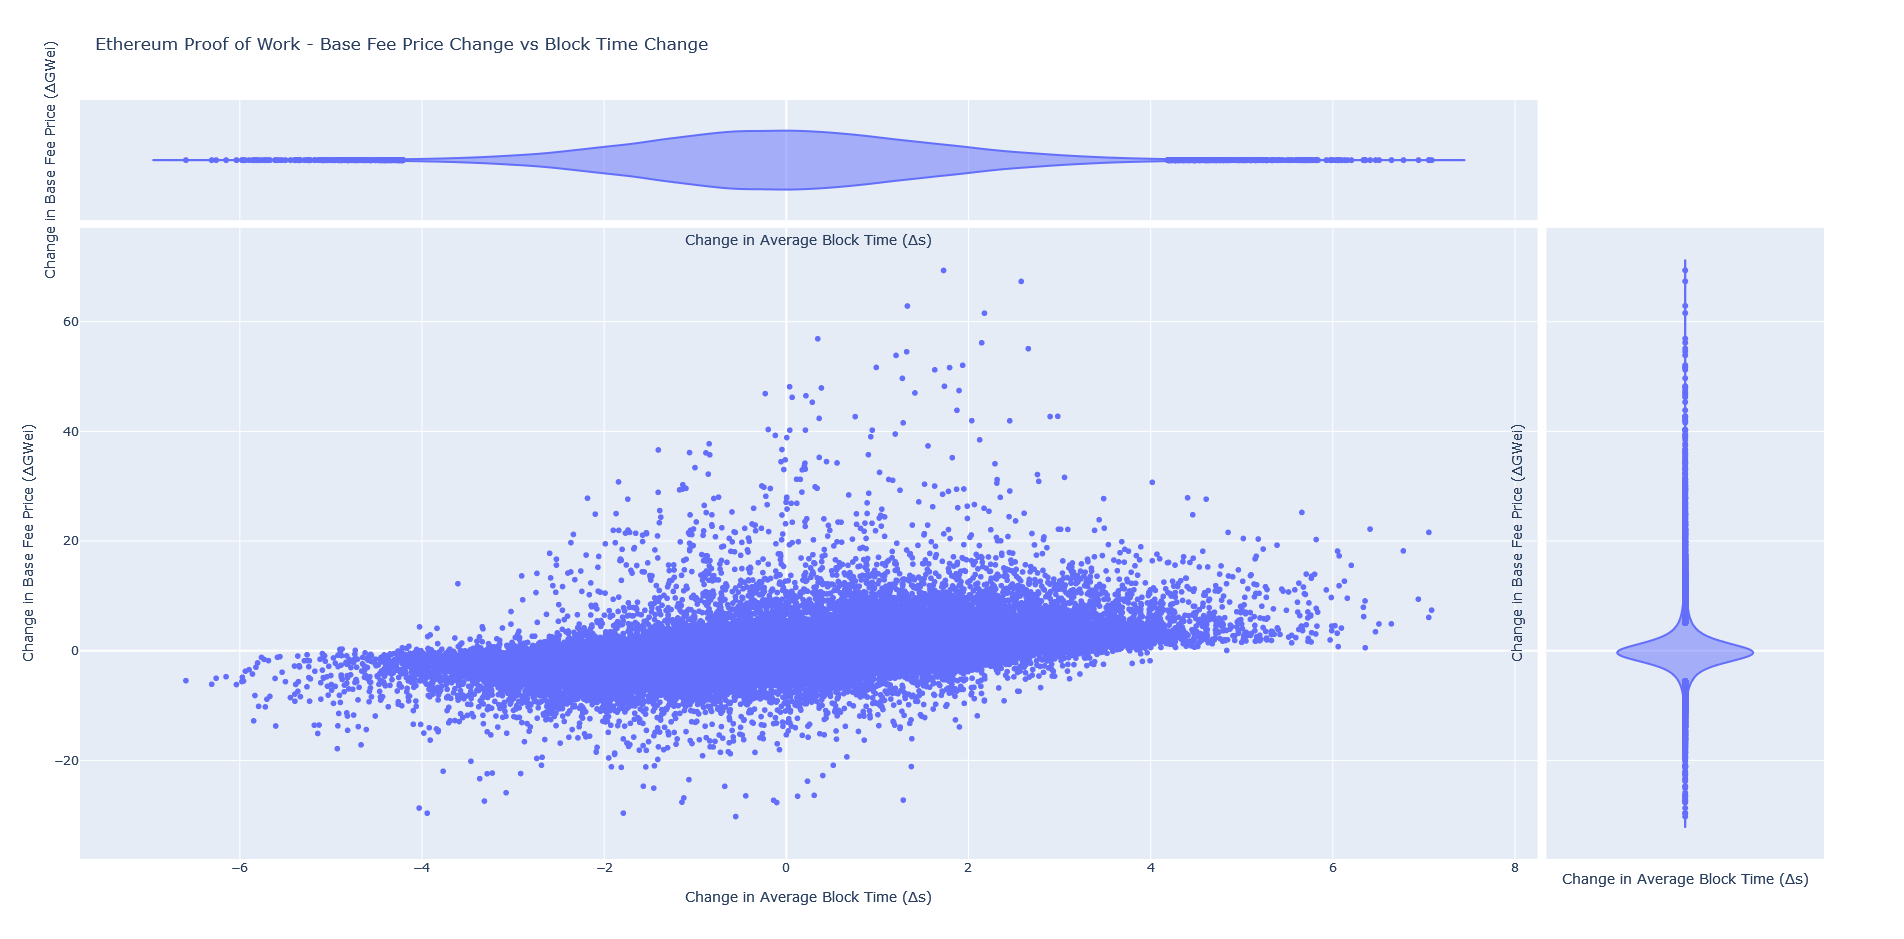 Ethereum Proof of Work - Base Fee Price Change vs Block Time Change
Change in Base Fee Price (ΔGWei)
Change in Average Block Time (Δs)
60
40
20
0
−20
Change in Base Fee Price (ΔGWei)
Change in Base Fee Price (ΔGWei)
−6
−4
−2
0
2
4
6
8
Change in Average Block Time (Δs)
Change in Average Block Time (Δs)